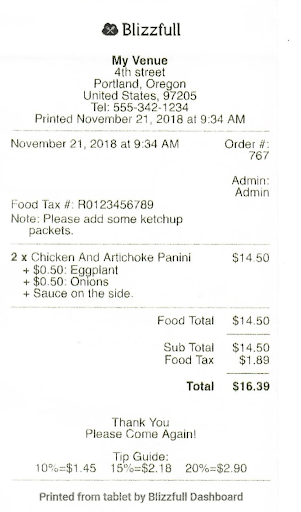 Blizzfull
My Venue
4th street
Portland, Oregon
United States, 97205
Tel: 555-342-1234
Printed November 21, 2018 at 9:34 AM
November 21, 2018 at 9:34 AM Order #:
767
Admin:
Admin
Food Tax #: R0123456789
Note: Please add some ketchup
packets.
2 x Chicken And Artichoke Panini $14.50
+ $0.50: Eggplant
+ $0.50: Onions
+ Sauce on the side.
Food Total $14.50
Sub Total $14.50
Food Tax $1.89
Total $16.39
Thank You
Please Come Again!
Tip Guide:
10%=$1.45 15%=$2.18 20%=$2.90
Printed from tablet by Blizzfull Dashboard